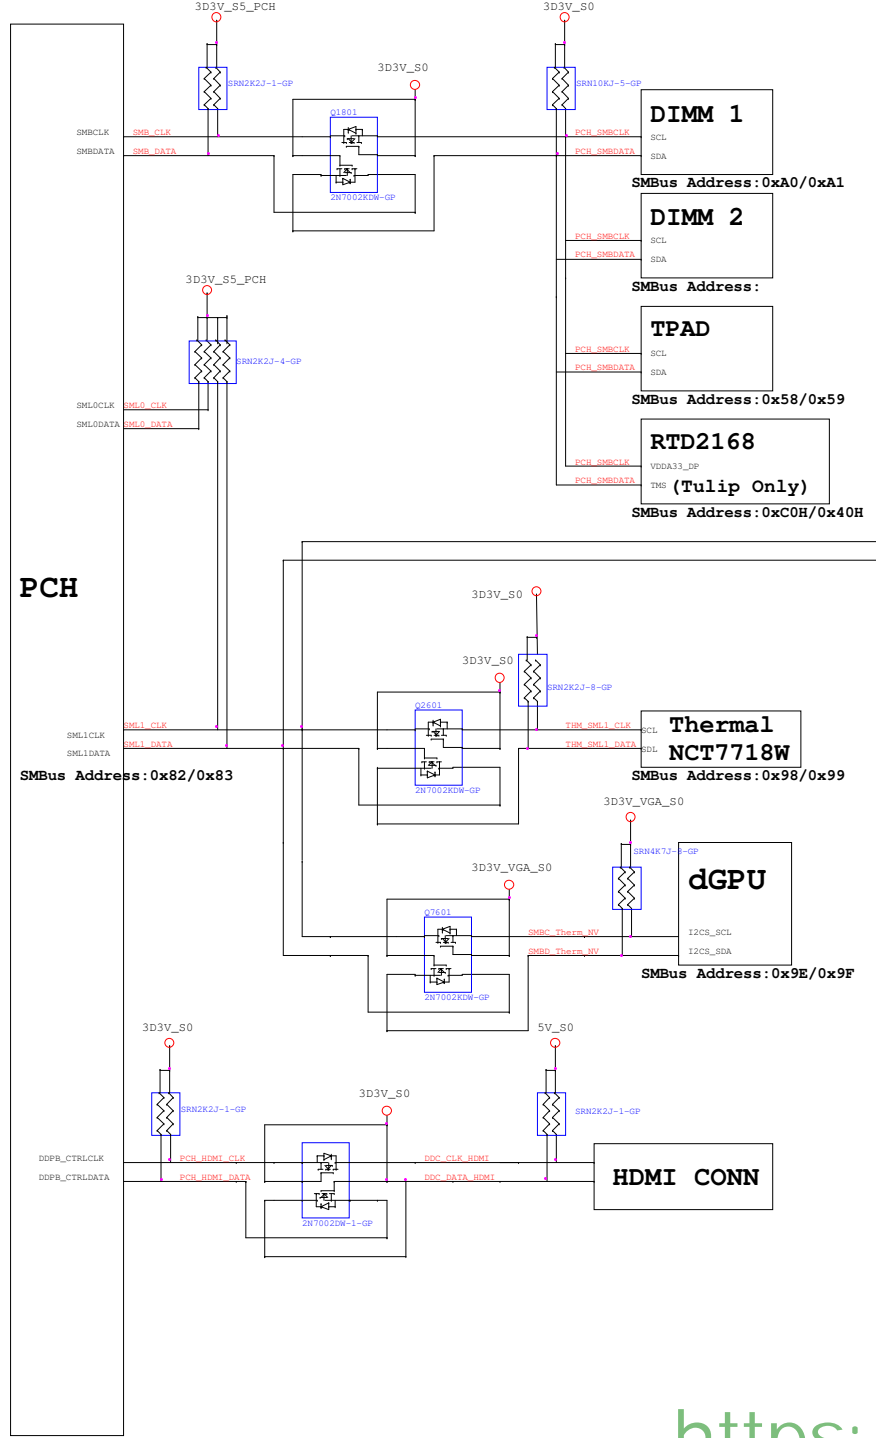 3D3V_S5_PCH
3D3V_S0
SRN2K2J-1-GP
3D3V_S0
SRN10KJ-5-GP
Q1801
DIMM 1
SMBCLK
SMB_CLK
PCH_SMBCLK
SCL
SMBDATA
SMB_DATA
PCH_SMBDATA
SDA
SMBus Address:0xA0/0xA1
2N7002KDW-GP
DIMM 2
PCH_SMBCLK
SCL
PCH_SMBDATA
SDA
SMBus Address:
3D3V_S5_PCH
TPAD
SRN2K2J-4-GP
PCH_SMBCLK
SCL
PCH_SMBDATA
SDA
SMBus Address:0x58/0x59
SML0CLK
SML0_CLK
SML0DATA
SML0_DATA
RTD2168
PCH_SMBCLK
VDDA33_DP
PCH_SMBDATA
TMS
(Tulip Only)
SMBus Address:0xC0H/0x40H
PCH
3D3V_S0
3D3V_S0
SRN2K2J-8-GP
Q2601
SML1_CLK
SML1CLK
THM_SML1_CLK
SCL
Thermal
SML1_DATA
SML1DATA
THM_SML1_DATA
SDL
NCT7718W
SMBus Address:0x82/0x83
SMBus Address:0x98/0x99
2N7002KDW-GP
3D3V_VGA_S0
SRN4K7J-8-GP
3D3V_VGA_S0
dGPU
Q7601
SMBC_Therm_NV
I2CS_SCL
SMBD_Therm_NV
I2CS_SDA
SMBus Address:0x9E/0x9F
2N7002KDW-GP
3D3V_S0
5V_S0
3D3V_S0
SRN2K2J-1-GP
SRN2K2J-1-GP
DDPB_CTRLCLK
PCH_HDMI_CLK
DDC_CLK_HDMI
DDPB_CTRLDATA
PCH_HDMI_DATA
DDC_DATA_HDMI
HDMI CONN
2N7002DW-1-GP
https: